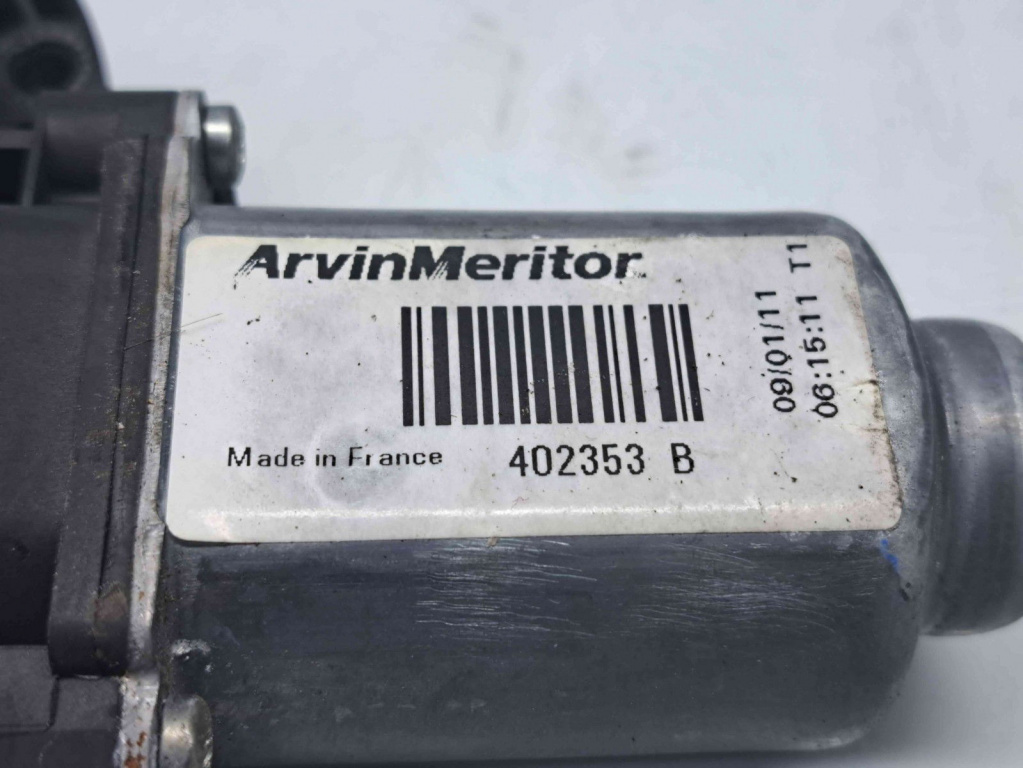 ArvinMeritor
Made in France
402353 B
09/01/11
06:15:11 T1